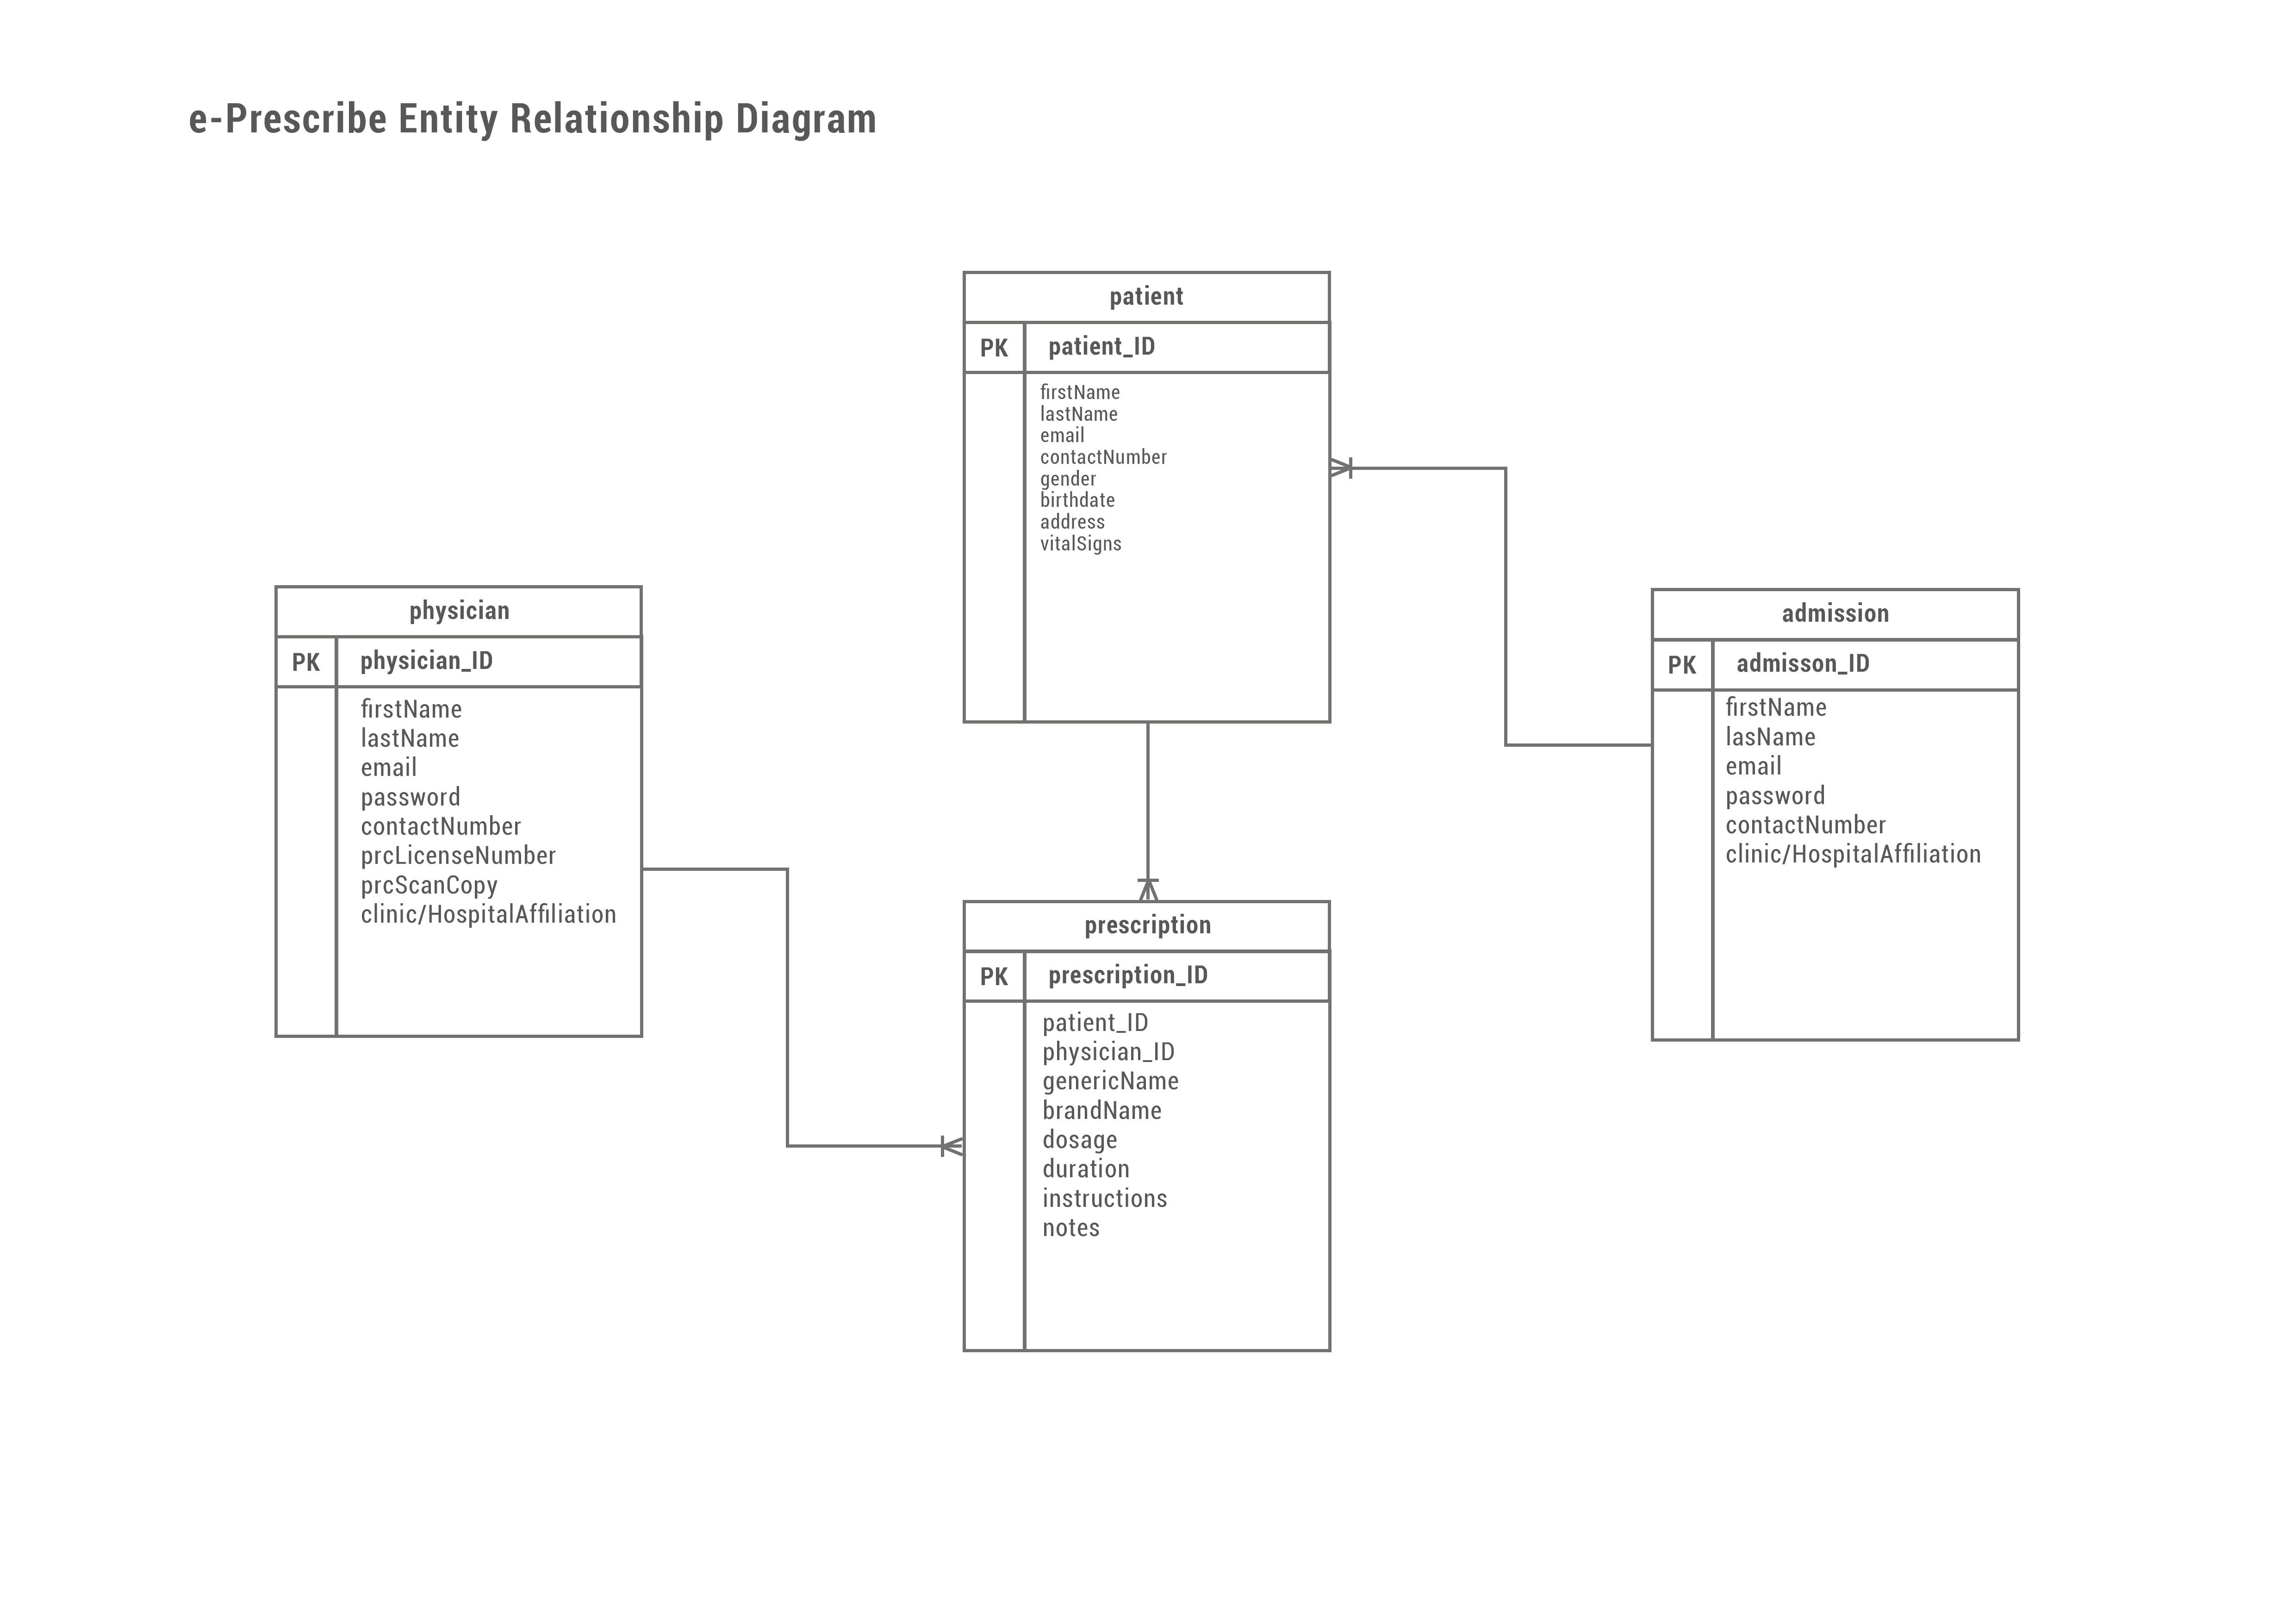 e-Prescribe Entity Relationship Diagram
patient
PK patient_ID
firstName
lastName
email
contactNumber
gender
birthdate
address
vitalSigns
physician
PK physician_ID
firstName
lastName
email
password
contactNumber
prcLicenseNumber
prcScanCopy
clinic/HospitalAffiliation
admission
PK admisson_ID
firstName
lasName
email
password
contactNumber
clinic/HospitalAffiliation
prescription
PK prescription_ID
patient_ID
physician_ID
genericName
brandName
dosage
duration
instructions
notes